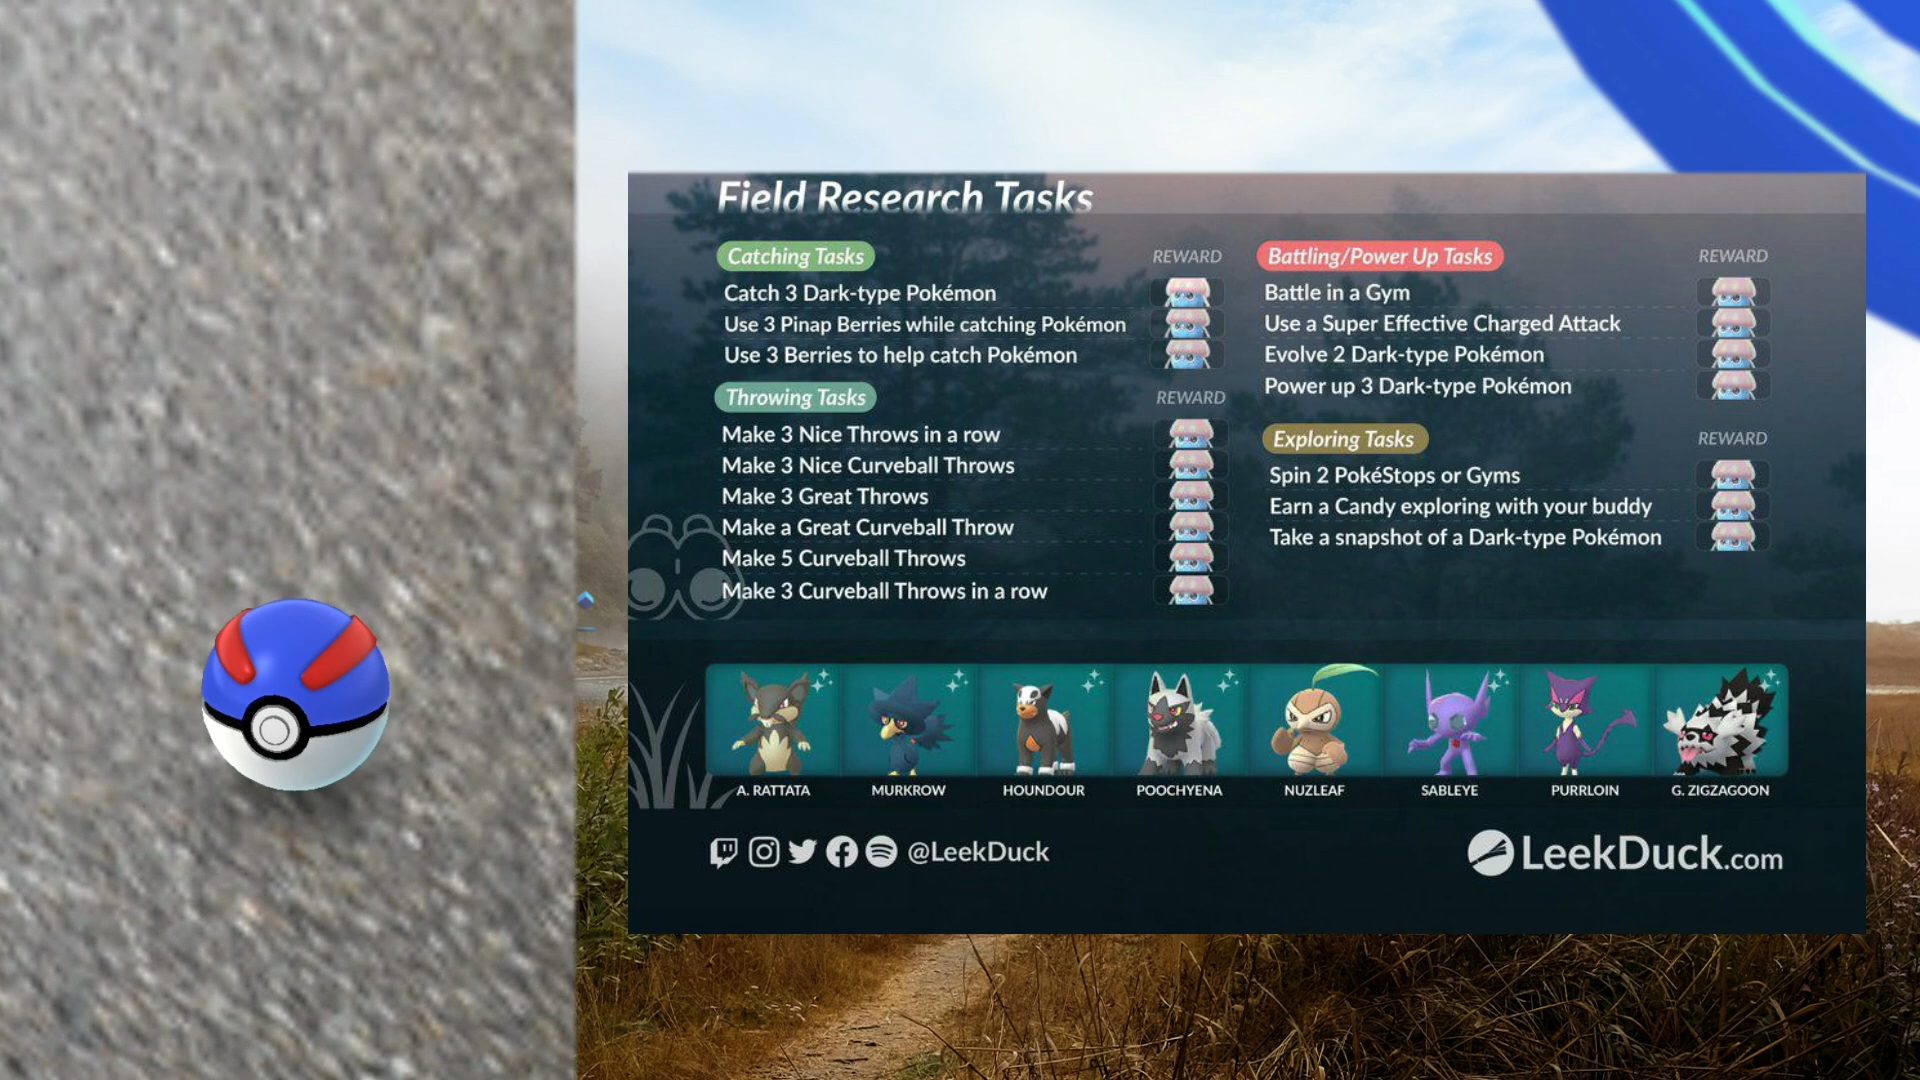 Field Research Tasks
Catching Tasks REWARD
Catch 3 Dark-type Pokémon
Use 3 Pinap Berries while catching Pokémon
Use 3 Berries to help catch Pokémon
Throwing Tasks REWARD
Make 3 Nice Throws in a row
Make 3 Nice Curveball Throws
Make 3 Great Throws
Make a Great Curveball Throw
Make 5 Curveball Throws
Make 3 Curveball Throws in a row
Battling/Power Up Tasks REWARD
Battle in a Gym
Use a Super Effective Charged Attack
Evolve 2 Dark-type Pokémon
Power up 3 Dark-type Pokémon
Exploring Tasks REWARD
Spin 2 PokéStops or Gyms
Earn a Candy exploring with your buddy
Take a snapshot of a Dark-type Pokémon
A. RATTATA MURKROW HOUNDOUR POOCHYENA NUZLEAF SABLEYE PURRLOIN G. ZIGZAGOON
@LeekDuck
LeekDuck.com